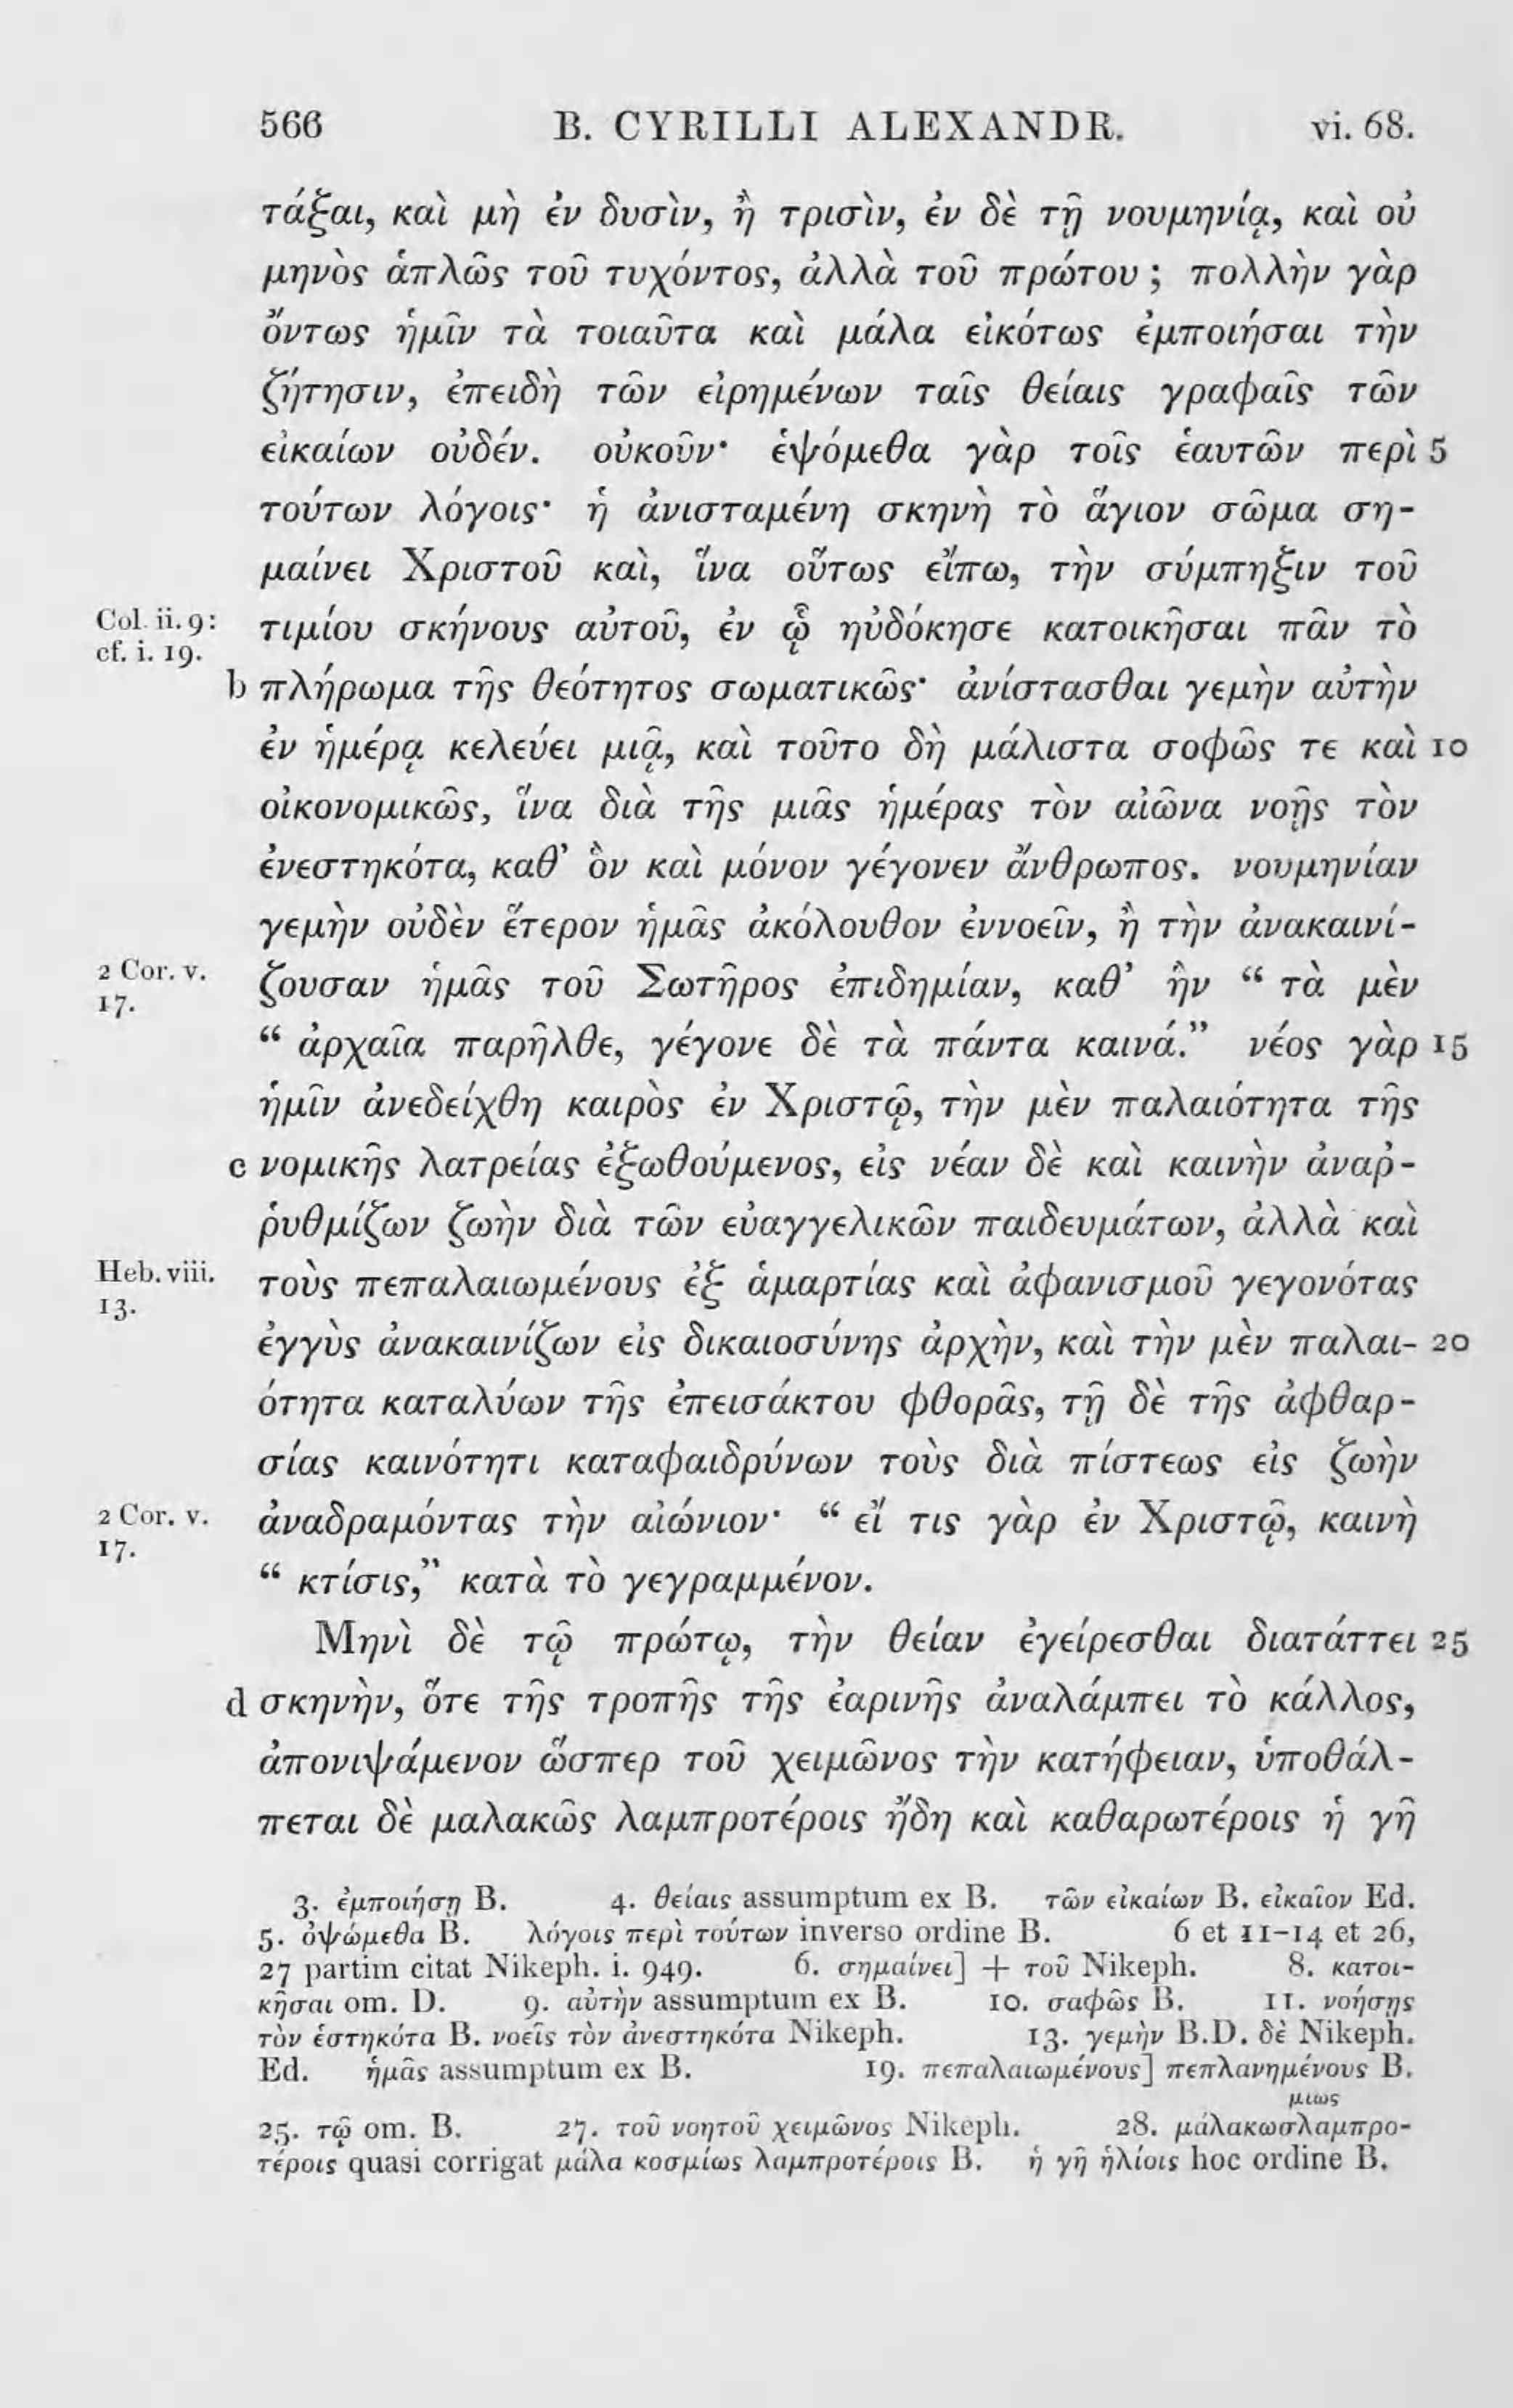 566 B. CYRILLI ALEXANDR. vi. 68.
τάξαι, καὶ μὴ ἐν δυσὶν, ἢ τρισὶν, ἐν δὲ τῇ νουμηνίᾳ, καὶ οὐ
μηνὸς ἁπλῶς τοῦ τυχόντος, ἀλλὰ τοῦ πρώτου ; πολλὴν γὰρ
ὄντως ἡμῖν τὰ τοιαῦτα καὶ μάλα εἰκότως ἐμποιήσαι τὴν
ζήτησιν, ἐπειδὴ τῶν εἰρημένων ταῖς θείαις γραφαῖς τῶν
εἰκαίων οὐδέν. οὐκοῦν· ἑψόμεθα γὰρ τοῖς ἑαυτῶν περὶ 5
τούτων λόγοις· ἡ ἀνισταμένη σκηνὴ τὸ ἅγιον σῶμα ση-
μαίνει Χριστοῦ καὶ, ἵνα οὕτως εἴπω, τὴν σύμπηξιν τοῦ
Col. ii. 9: τιμίου σκήνους αὐτοῦ, ἐν ᾧ ηὐδόκησε κατοικῆσαι πᾶν τὸ
cf. i. 19.
b πλήρωμα τῆς θεότητος σωματικῶς· ἀνίστασθαι γεμὴν αὐτὴν
ἐν ἡμέρᾳ κελεύει μιᾷ, καὶ τοῦτο δὴ μάλιστα σοφῶς τε καὶ 10
οἰκονομικῶς, ἵνα διὰ τῆς μιᾶς ἡμέρας τὸν αἰῶνα νοῇς τὸν
ἐνεστηκότα, καθ' ὃν καὶ μόνον γέγονεν ἄνθρωπος. νουμηνίαν
γεμὴν οὐδὲν ἕτερον ἡμᾶς ἀκόλουθον ἐννοεῖν, ἢ τὴν ἀνακαινί-
2 Cor. v. ζουσαν ἡμᾶς τοῦ Σωτῆρος ἐπιδημίαν, καθ' ἣν “ τὰ μὲν
17.
“ ἀρχαῖα παρῆλθε, γέγονε δὲ τὰ πάντα καινά.” νέος γὰρ 15
ἡμῖν ἀνεδείχθη καιρὸς ἐν Χριστῷ, τὴν μὲν παλαιότητα τῆς
c νομικῆς λατρείας ἐξωθούμενος, εἰς νέαν δὲ καὶ καινὴν ἀναῤ-
ῥυθμίζων ζωὴν διὰ τῶν εὐαγγελικῶν παιδευμάτων, ἀλλὰ καὶ
Heb. viii. τοὺς πεπαλαιωμένους ἐξ ἁμαρτίας καὶ ἀφανισμοῦ γεγονότας
13.
ἐγγὺς ἀνακαινίζων εἰς δικαιοσύνης ἀρχὴν, καὶ τὴν μὲν παλαι- 20
ότητα καταλύων τῆς ἐπεισάκτου φθορᾶς, τῇ δὲ τῆς ἀφθαρ-
σίας καινότητι καταφαιδρύνων τοὺς διὰ πίστεως εἰς ζωὴν
2 Cor. v. ἀναδραμόντας τὴν αἰώνιον· “ εἴ τις γὰρ ἐν Χριστῷ, καινὴ
17.
“ κτίσις,” κατὰ τὸ γεγραμμένον.
Μηνὶ δὲ τῷ πρώτῳ, τὴν θείαν ἐγείρεσθαι διατάττει 25
d σκηνὴν, ὅτε τῆς τροπῆς τῆς ἐαρινῆς ἀναλάμπει τὸ κάλλος,
ἀπονιψάμενον ὥσπερ τοῦ χειμῶνος τὴν κατήφειαν, ὑποθάλ-
πεται δὲ μαλακῶς λαμπροτέροις ἤδη καὶ καθαρωτέροις ἡ γῆ
3. ἐμποιήσῃ B. 4. θείαις assumptum ex B. τῶν εἰκαίων B. εἰκαῖον Ed.
5. ὀψώμεθα B. λόγοις περὶ τούτων inverso ordine B. 6 et 11-14 et 26,
27 partim citat Nikeph. i. 949. 6. σημαίνει] + τοῦ Nikeph. 8. κατοι-
κῆσαι om. D. 9. αὐτὴν assumptum ex B. 10. σαφῶς B. 11. νοήσῃς
τὸν ἑστηκότα B. νοεῖς τὸν ἀνεστηκότα Nikeph. 13. γεμὴν B.D. δὲ Nikeph.
Ed. ἡμᾶς assumptum ex B. 19. πεπαλαιωμένους] πεπλανημένους B.
μιως
25. τῷ om. B. 27. τοῦ νοητοῦ χειμῶνος Nikeph. 28. μάλακωσλαμπρο-
τέροις quasi corrigat μάλα κοσμίως λαμπροτέροις B. ἡ γῆ ἡλίοις hoc ordine B.